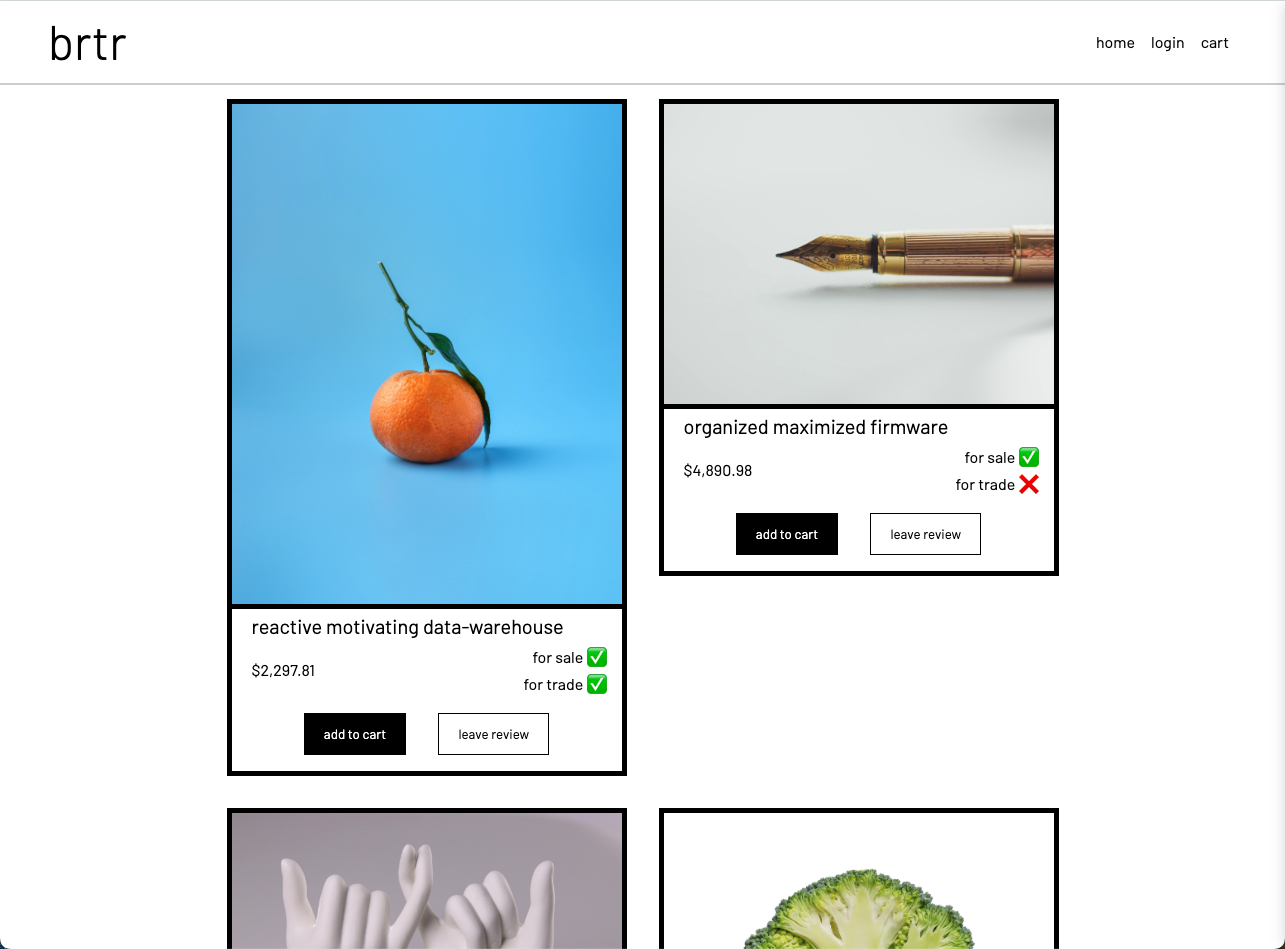 brtr
home login cart
reactive motivating data-warehouse
$2,297.81
for sale ✅
for trade ✅
add to cart
leave review
organized maximized firmware
$4,890.98
for sale ✅
for trade ❌
add to cart
leave review